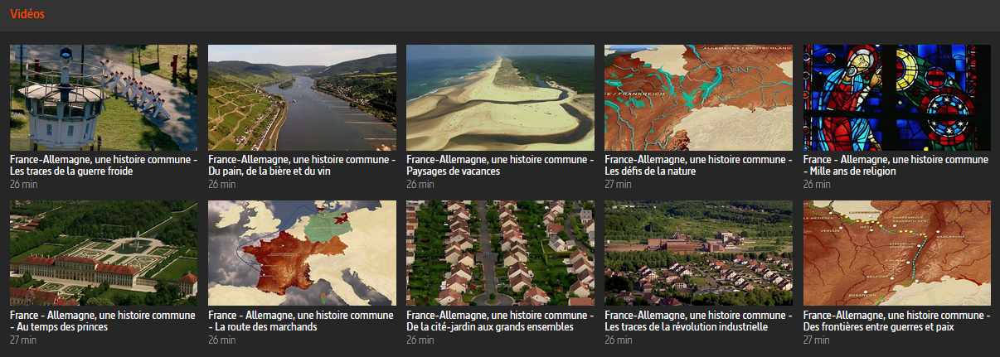 Vidéos
ALLEMAGNE / DEUTSCHLAND
CE / FRANKREICH
France-Allemagne, une histoire commune -
Les traces de la guerre froide
26 min
France-Allemagne, une histoire commune -
Du pain, de la bière et du vin
26 min
France-Allemagne, une histoire commune -
Paysages de vacances
26 min
France-Allemagne, une histoire commune -
Les défis de la nature
27 min
France - Allemagne, une histoire commune
- Mille ans de religion
26 min
LUXEMBOURG
LE-MÉZIÈRES
VERDUN
METZ
SARREBRUCK
SAARBRÜCKEN
KARLSRUHE
COLMAR
BELFORT
BESANÇON
France - Allemagne, une histoire commune
- Au temps des princes
27 min
France - Allemagne, une histoire commune
- La route des marchands
26 min
France-Allemagne, une histoire commune -
De la cité-jardin aux grands ensembles
26 min
France-Allemagne, une histoire commune -
Les traces de la révolution industrielle
26 min
France-Allemagne, une histoire commune -
Des frontières entre guerres et paix
27 min